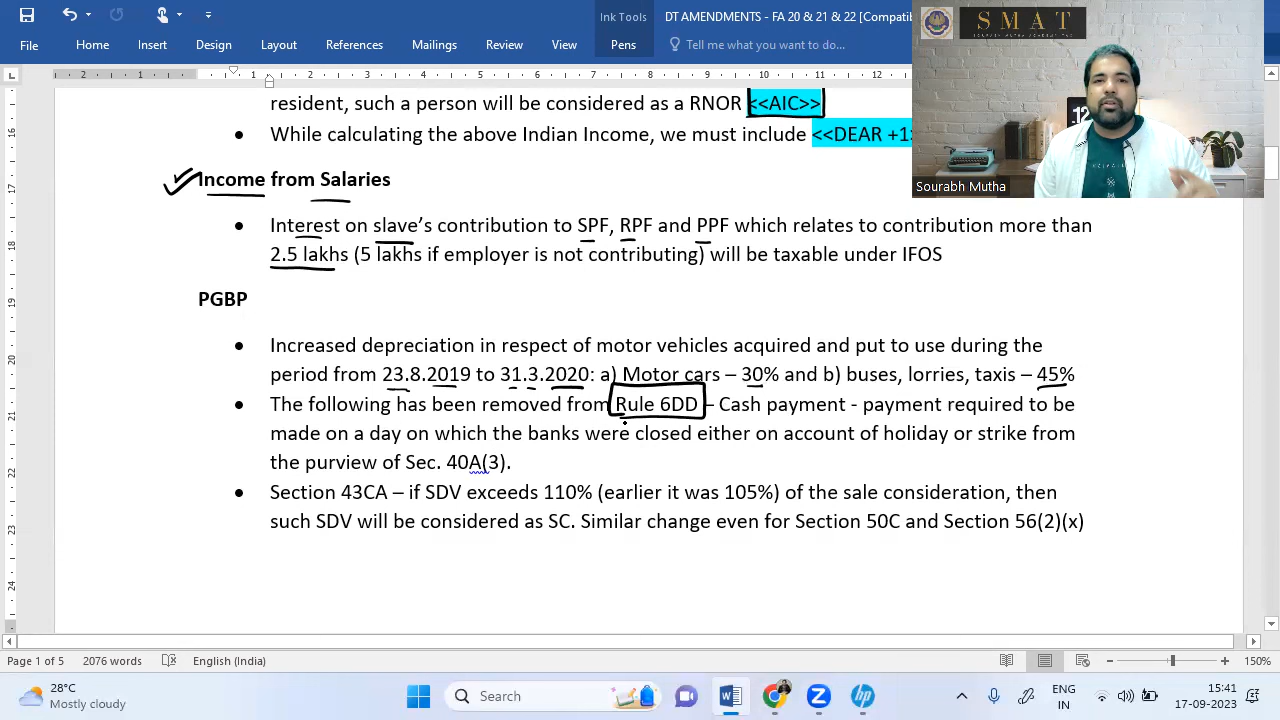 Ink Tools
DT AMENDMENTS - FA 20 & 21 & 22 [Compatib
File Home Insert Design Layout References Mailings Review View Pens Tell me what you want to do...
SMAT
resident, such a person will be considered as a RNOR <<AIC>>
• While calculating the above Indian Income, we must include <<DEAR +1>
Sourabh Mutha
Income from Salaries
• Interest on slave's contribution to SPF, RPF and PPF which relates to contribution more than
2.5 lakhs (5 lakhs if employer is not contributing) will be taxable under IFOS
PGBP
• Increased depreciation in respect of motor vehicles acquired and put to use during the
period from 23.8.2019 to 31.3.2020: a) Motor cars – 30% and b) buses, lorries, taxis – 45%
• The following has been removed from Rule 6DD – Cash payment - payment required to be
made on a day on which the banks were closed either on account of holiday or strike from
the purview of Sec. 40A(3).
• Section 43CA – if SDV exceeds 110% (earlier it was 105%) of the sale consideration, then
such SDV will be considered as SC. Similar change even for Section 50C and Section 56(2)(x)
Page 1 of 5 2076 words English (India) 150%
28°C
Mostly cloudy
Search
ENG
IN
15:41
17-09-2023